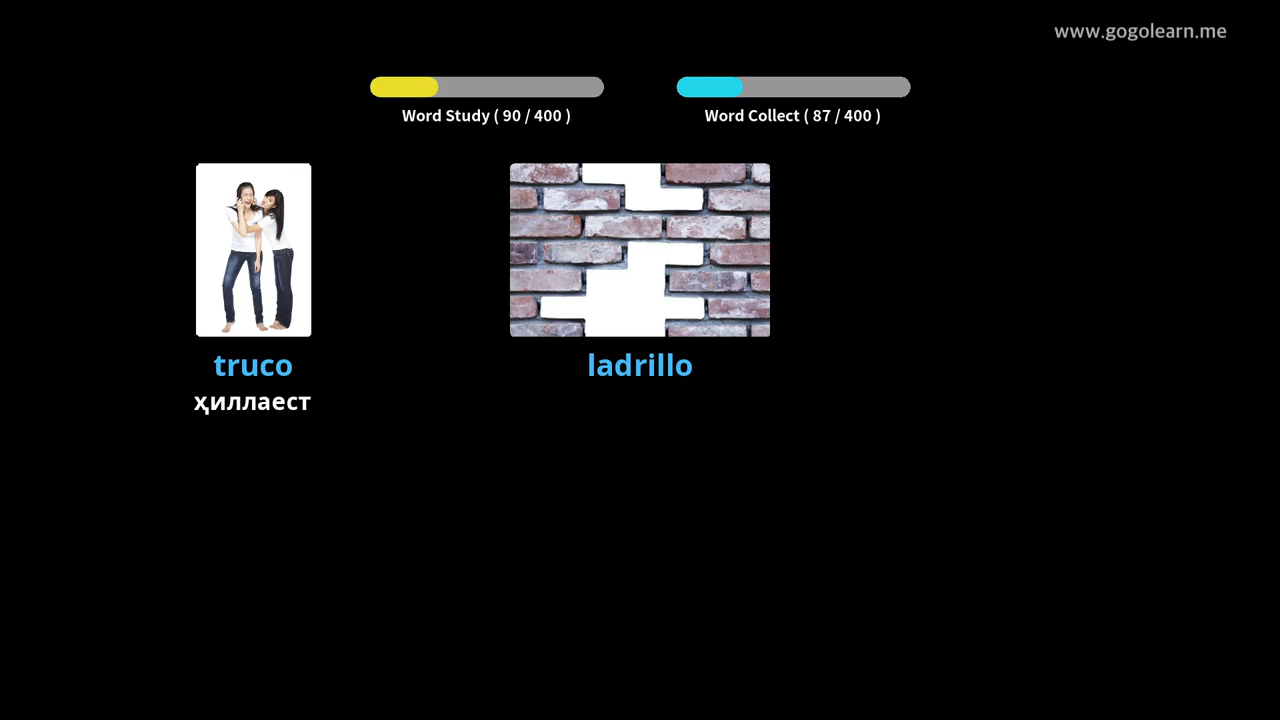 www.gogolearn.me
Word Study ( 90 / 400 )
Word Collect ( 87 / 400 )
truco
ҳиллаест
ladrillo